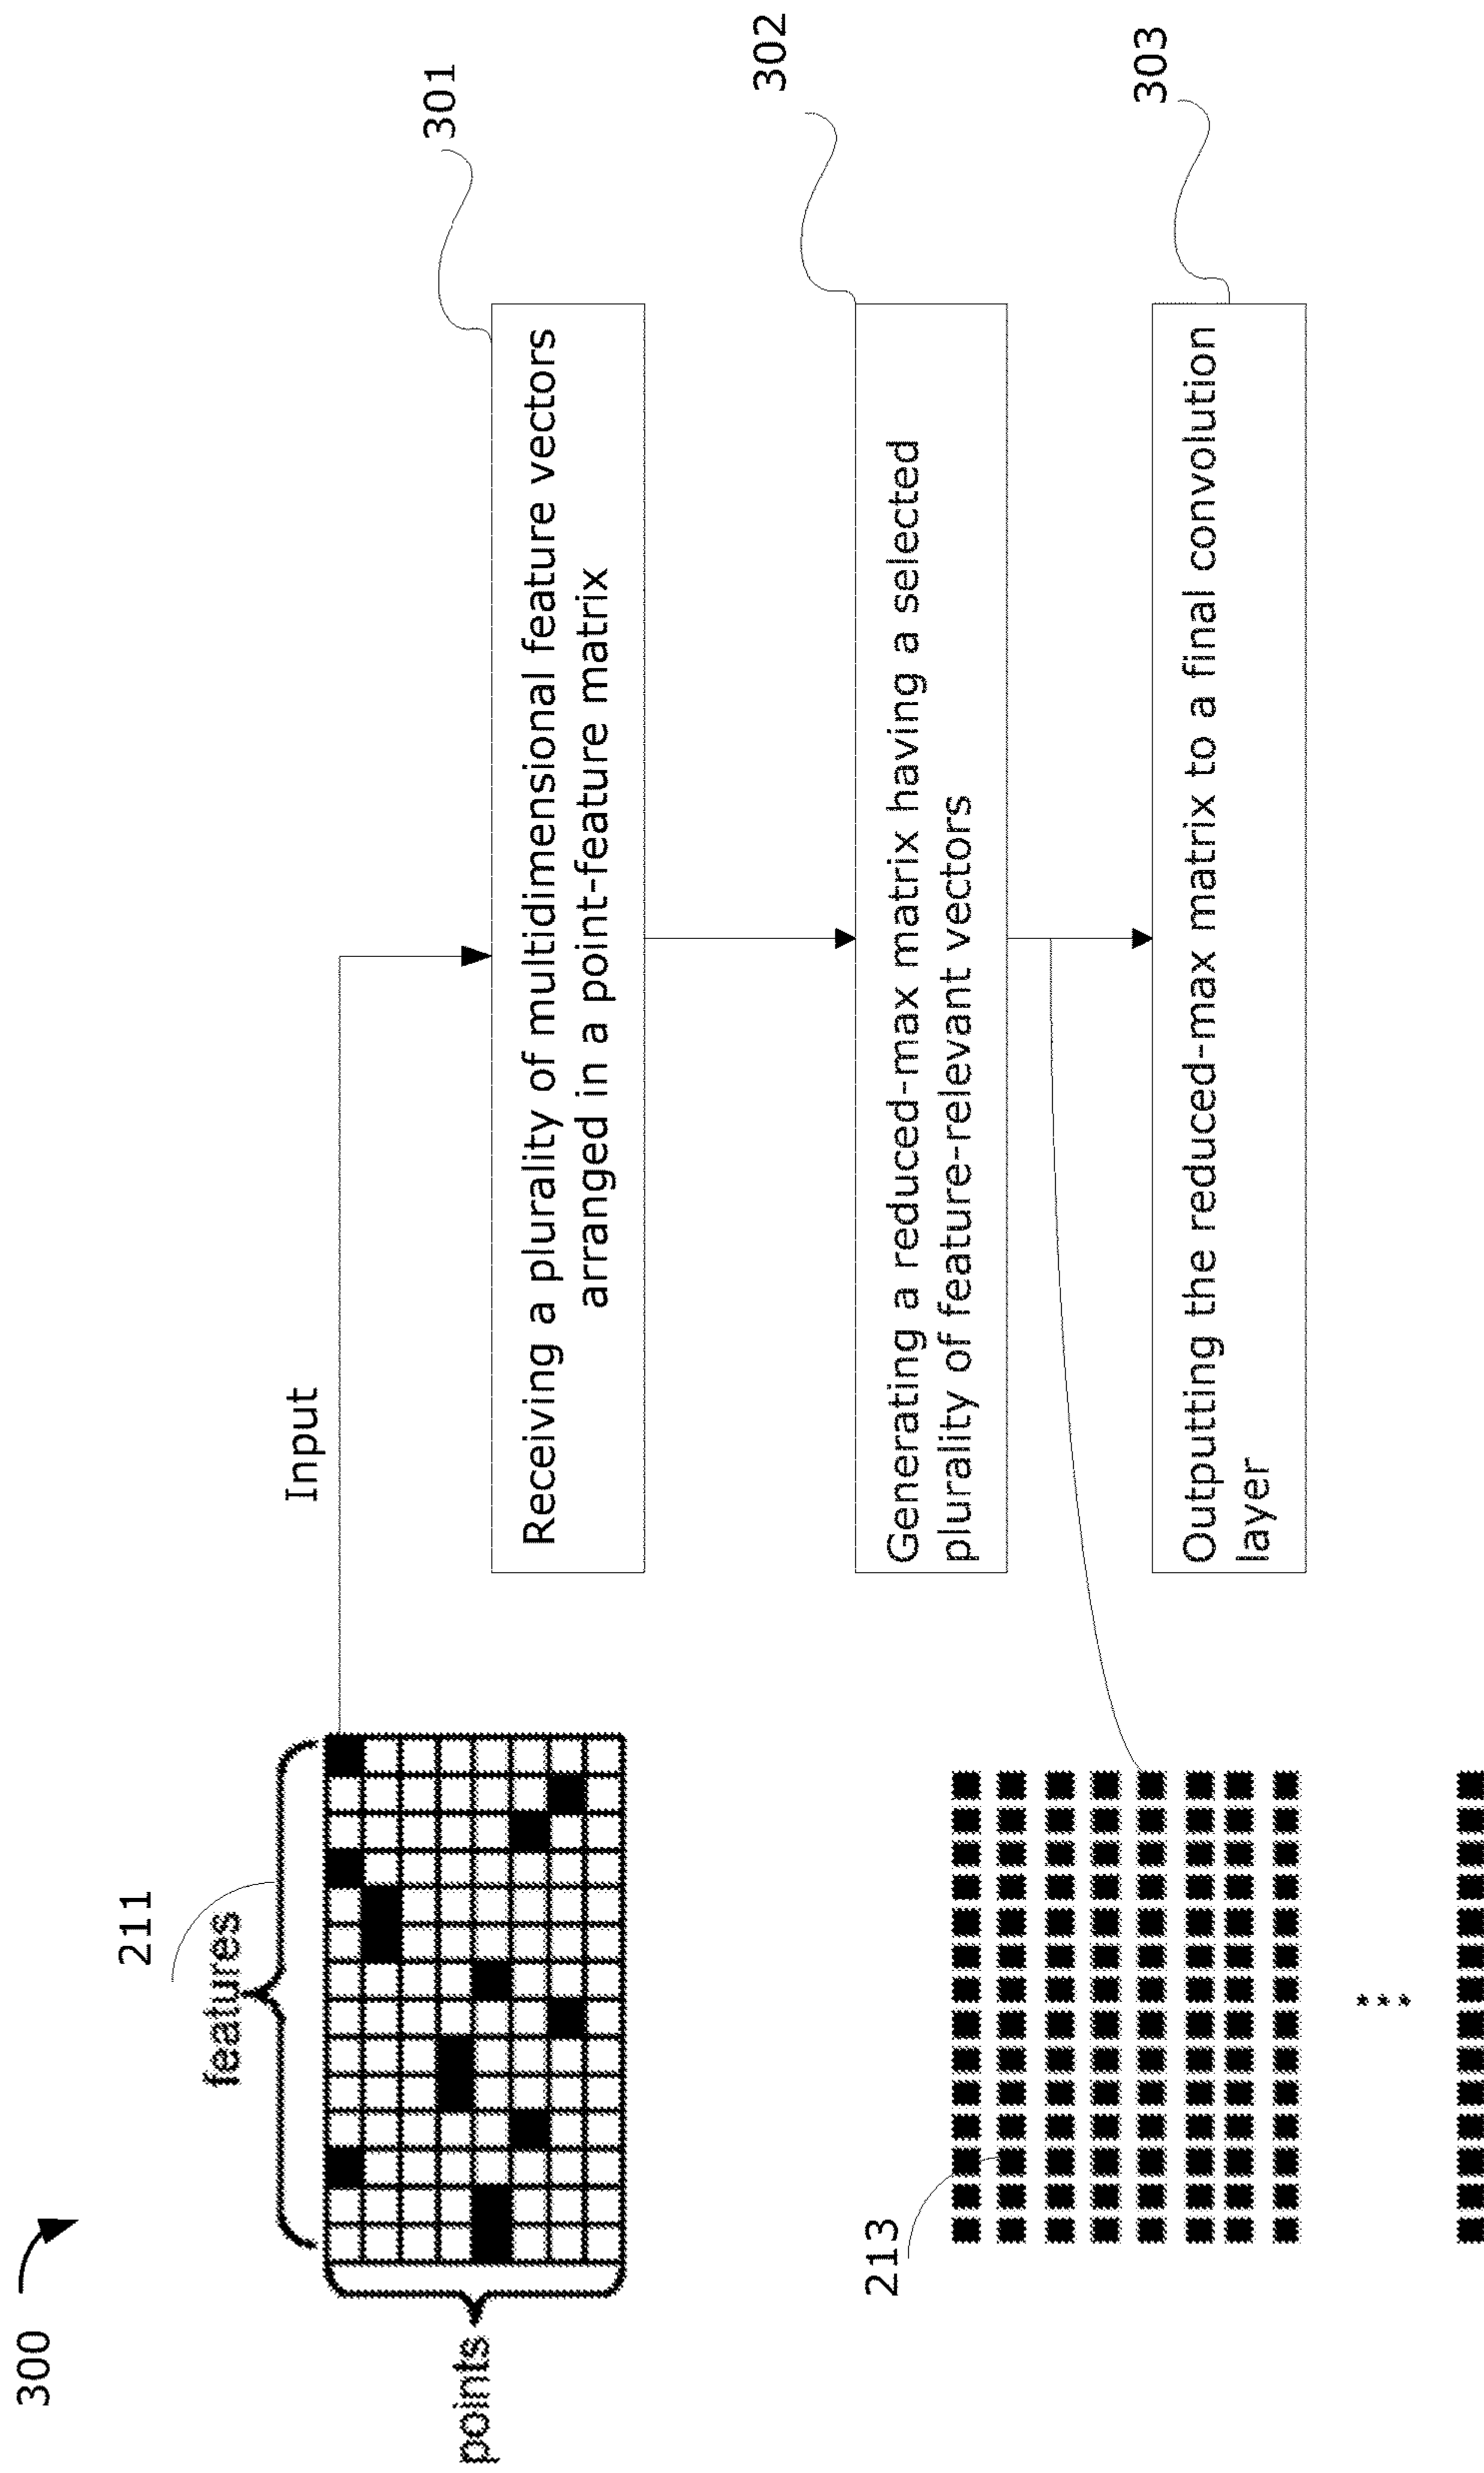 300
211
features
points
Input
301
Receiving a plurality of multidimensional feature vectors
arranged in a point-feature matrix
302
Generating a reduced-max matrix having a selected
plurality of feature-relevant vectors
213
303
Outputting the reduced-max matrix to a final convolution
layer